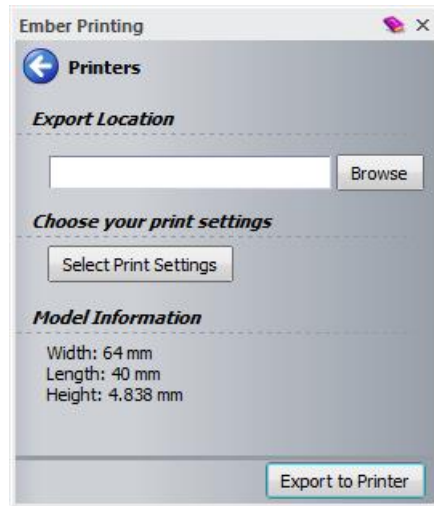 Ember Printing
Printers
Export Location
Browse
Choose your print settings
Select Print Settings
Model Information
Width: 64 mm
Length: 40 mm
Height: 4.838 mm
Export to Printer